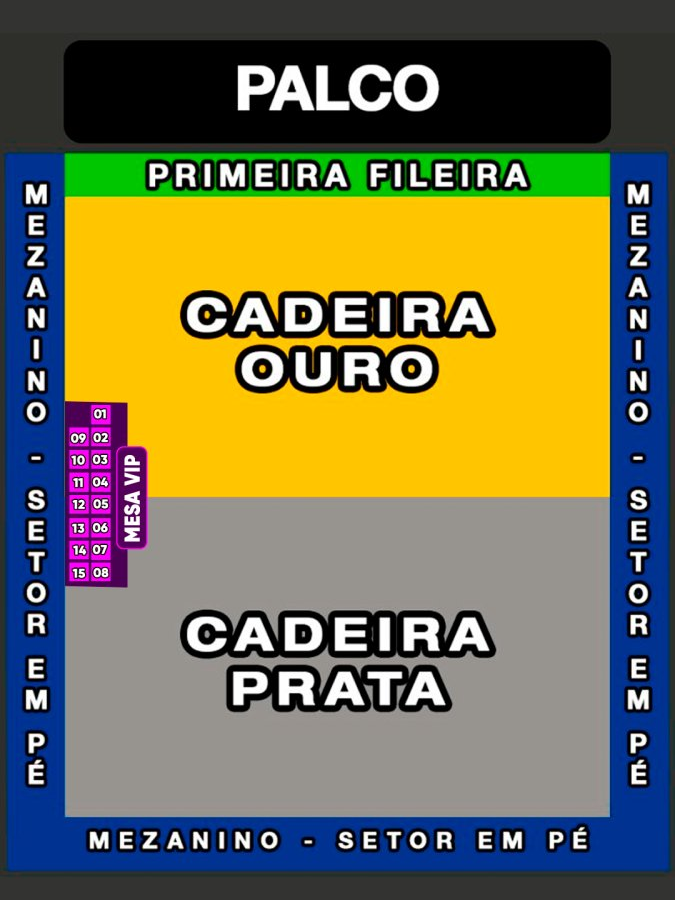 PALCO
PRIMEIRA FILEIRA
MEZANINO - SETOR EM PÉ
CADEIRA
OURO
MEZANINO - SETOR EM PÉ
01
09 02
10 03
11 04
12 05
13 06
14 07
15 08
MESA VIP
CADEIRA
PRATA
MEZANINO - SETOR EM PÉ